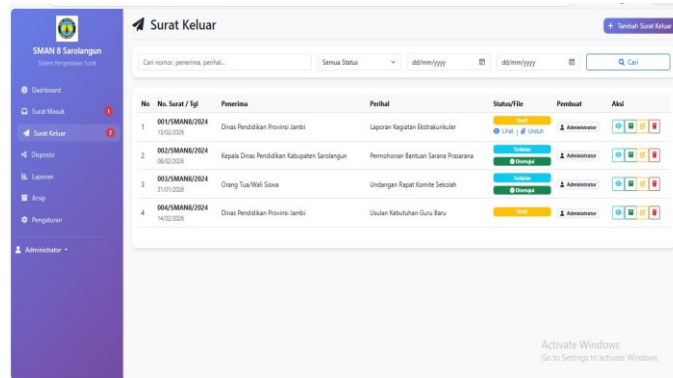 SMAN 8 Sarolangun
Sistem Pengelolaan Surat
Dashboard
Surat Masuk 1
Surat Keluar 2
Disposisi
Laporan
Arsip
Pengaturan
Administrator
Surat Keluar
+ Tambah Surat Keluar
Cari nomor, penerima, perihal...
Semua Status
dd/mm/yyyy
dd/mm/yyyy
Cari
No No. Surat / Tgl Penerima Perihal Status/File Pembuat Aksi
1 001/SMAN8/2024 Dinas Pendidikan Provinsi Jambi Laporan Kegiatan Ekstrakurikuler Draft Administrator
13/02/2026 Lihat | Unduh
2 002/SMAN8/2024 Kepala Dinas Pendidikan Kabupaten Sarolangun Permohonan Bantuan Sarana Prasarana Terkirim Administrator
08/02/2026 Disetujui
3 003/SMAN8/2024 Orang Tua/Wali Siswa Undangan Rapat Komite Sekolah Terkirim Administrator
31/01/2026 Disetujui
4 004/SMAN8/2024 Dinas Pendidikan Provinsi Jambi Usulan Kebutuhan Guru Baru Draft Administrator
14/02/2026
Activate Windows
Go to Settings to activate Windows.